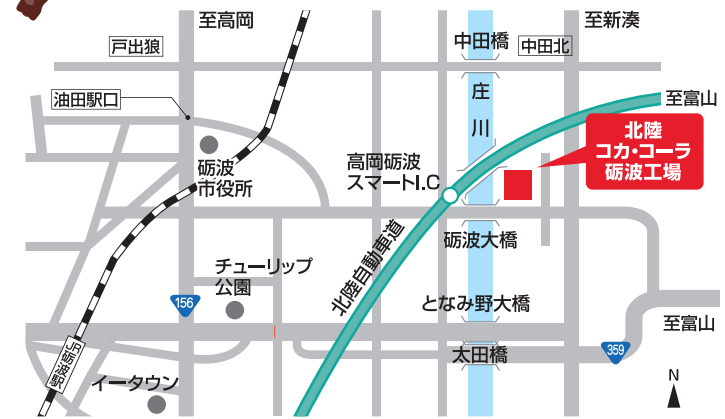 至高岡
至新湊
戸出狼
中田橋
中田北
油田駅口
庄
川
至富山
北陸
コカ・コーラ
砺波工場
砺波
市役所
高岡砺波
スマートI.C
砺波大橋
北陸自動車道
チューリップ
公園
156
となみ野大橋
至富山
太田橋
359
JR砺波駅
イータウン
N